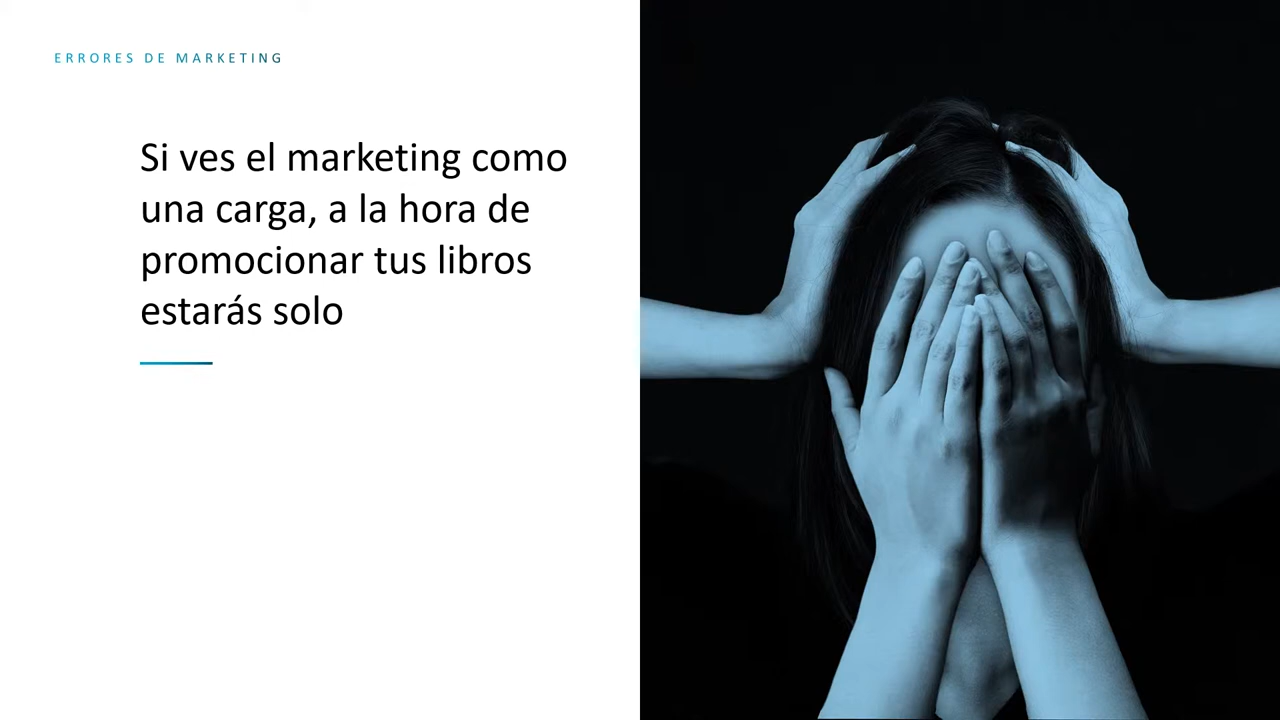 ERRORES DE MARKETING
Si ves el marketing como
una carga, a la hora de
promocionar tus libros
estarás solo